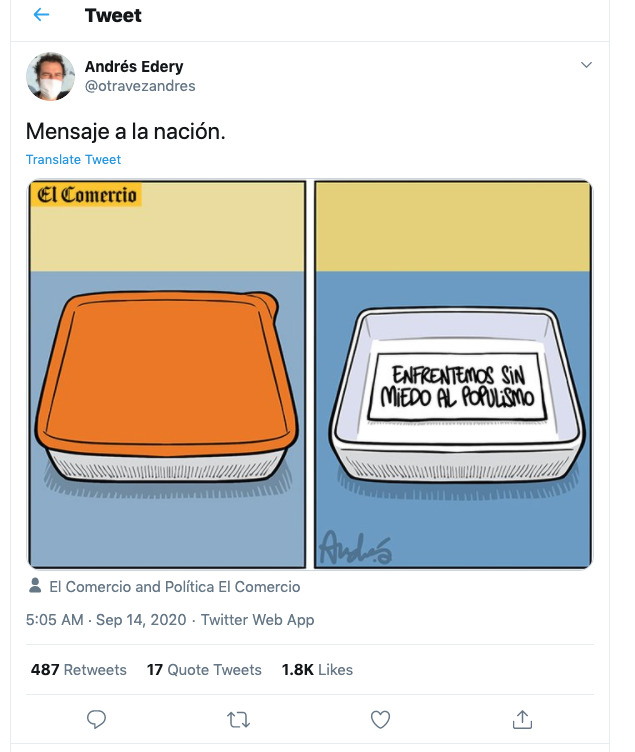 Tweet
Andrés Edery
@otravezandres
Mensaje a la nación.
Translate Tweet
El Comercio
ENFRENTEMOS SIN
MIEDO AL POPULISMO
Andrés
El Comercio and Política El Comercio
5:05 AM · Sep 14, 2020 · Twitter Web App
487 Retweets 17 Quote Tweets 1.8K Likes